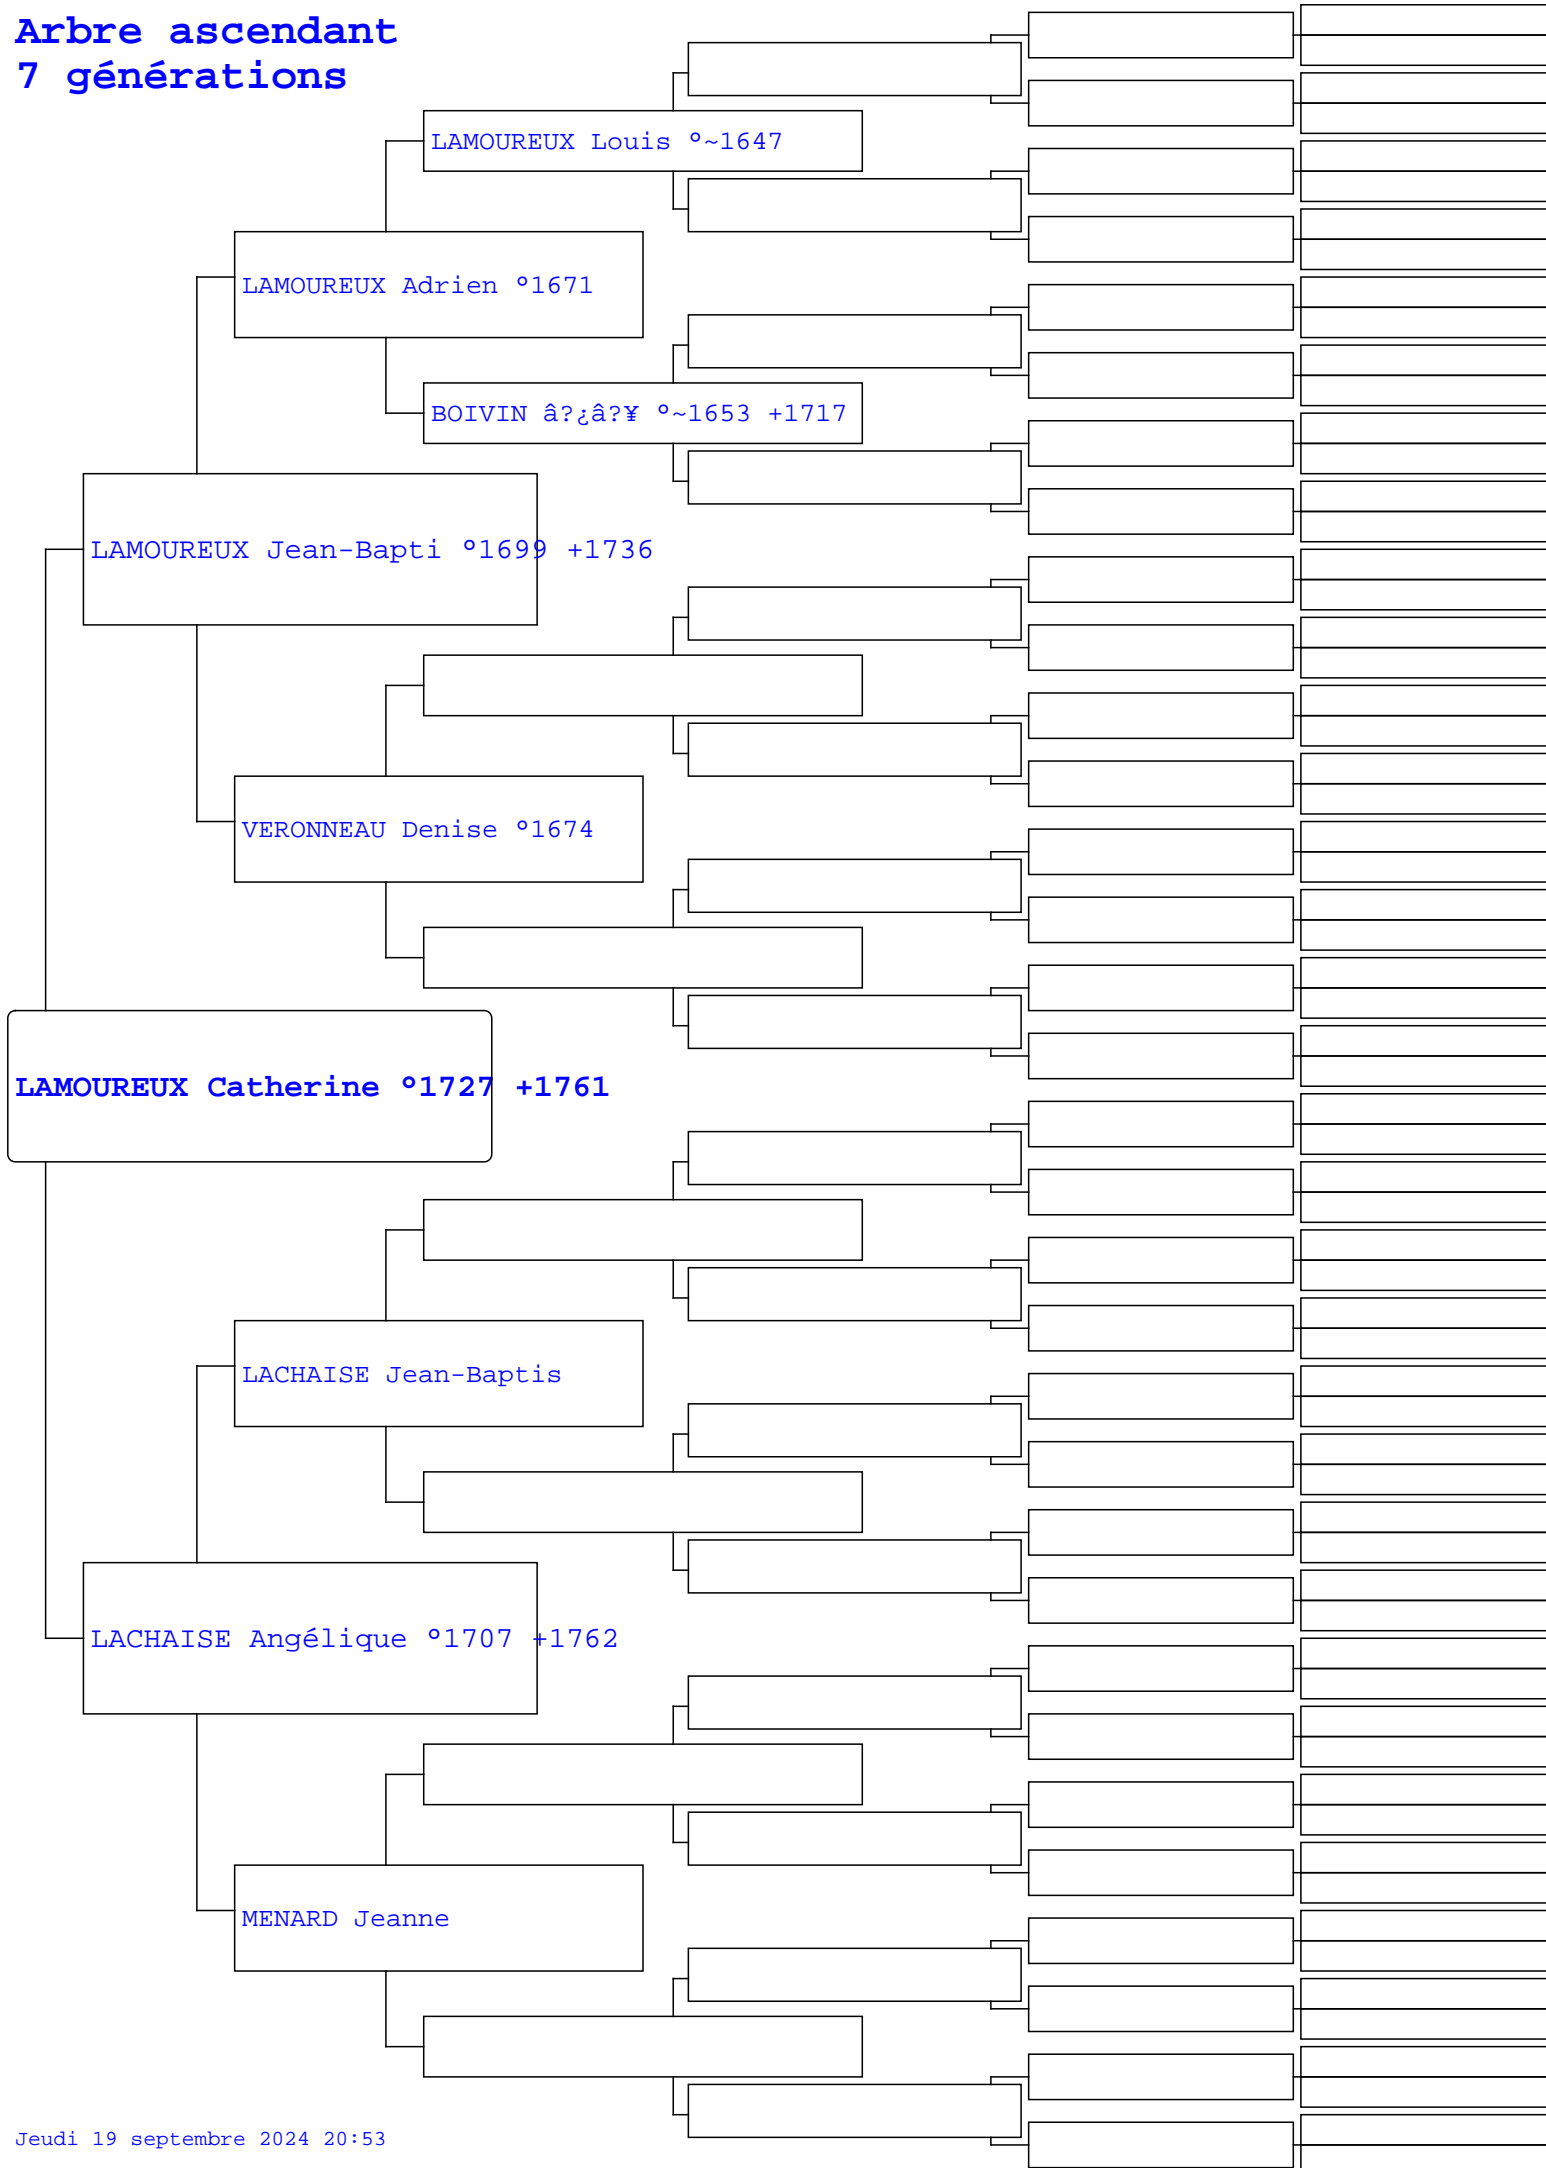 Arbre ascendant
7 générations
LAMOUREUX Louis °~1647
LAMOUREUX Adrien °1671
BOIVIN â?¿â?¥ °~1653 +1717
LAMOUREUX Jean-Bapti °1699 +1736
VERONNEAU Denise °1674
LAMOUREUX Catherine °1727 +1761
LACHAISE Jean-Baptis
LACHAISE Angélique °1707 +1762
MENARD Jeanne
Jeudi 19 septembre 2024 20:53